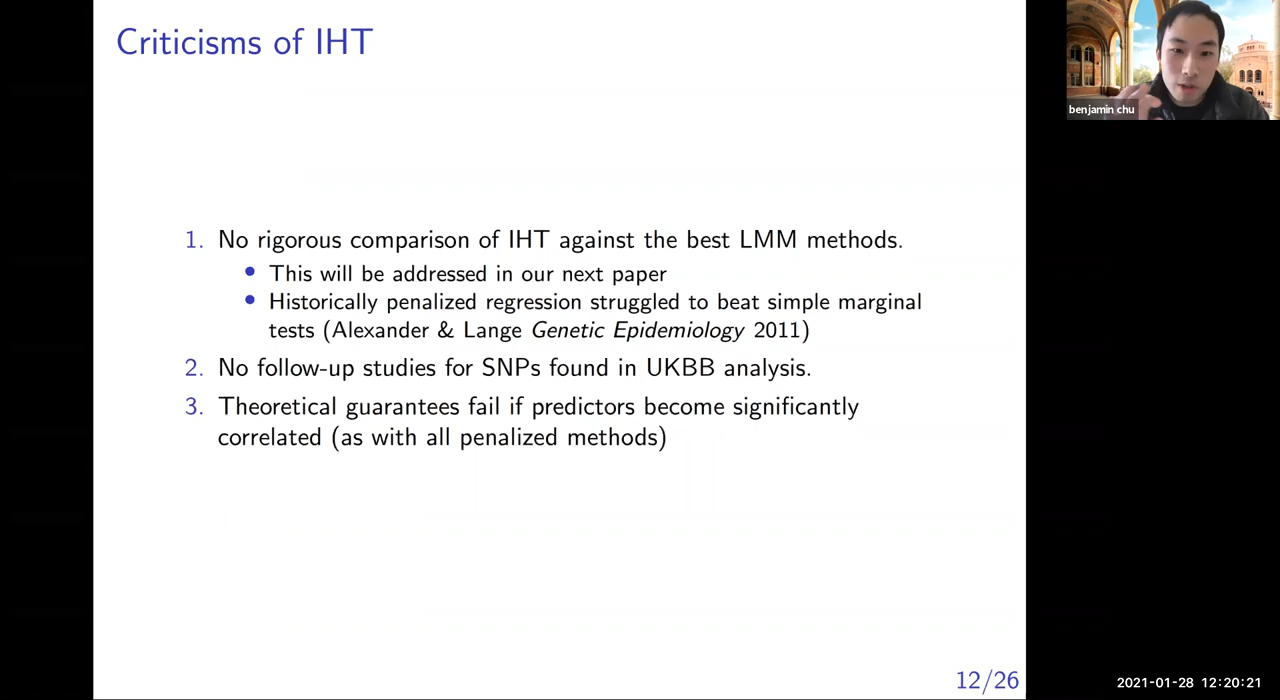 Criticisms of IHT
1. No rigorous comparison of IHT against the best LMM methods.
• This will be addressed in our next paper
• Historically penalized regression struggled to beat simple marginal
tests (Alexander & Lange Genetic Epidemiology 2011)
2. No follow-up studies for SNPs found in UKBB analysis.
3. Theoretical guarantees fail if predictors become significantly
correlated (as with all penalized methods)
12/26
benjamin chu
2021-01-28 12:20:21